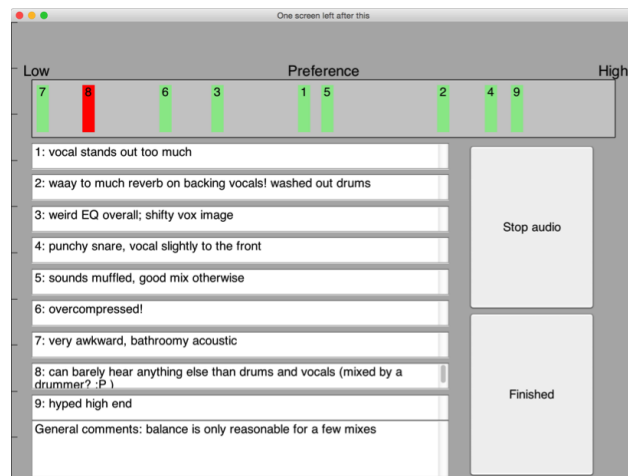 One screen left after this
Low Preference High
7 8 6 3 1 5 2 4 9
1: vocal stands out too much
2: waay to much reverb on backing vocals! washed out drums
3: weird EQ overall; shifty vox image
Stop audio
4: punchy snare, vocal slightly to the front
5: sounds muffled, good mix otherwise
6: overcompressed!
7: very awkward, bathroomy acoustic
8: can barely hear anything else than drums and vocals (mixed by a
drummer? :P )
Finished
9: hyped high end
General comments: balance is only reasonable for a few mixes